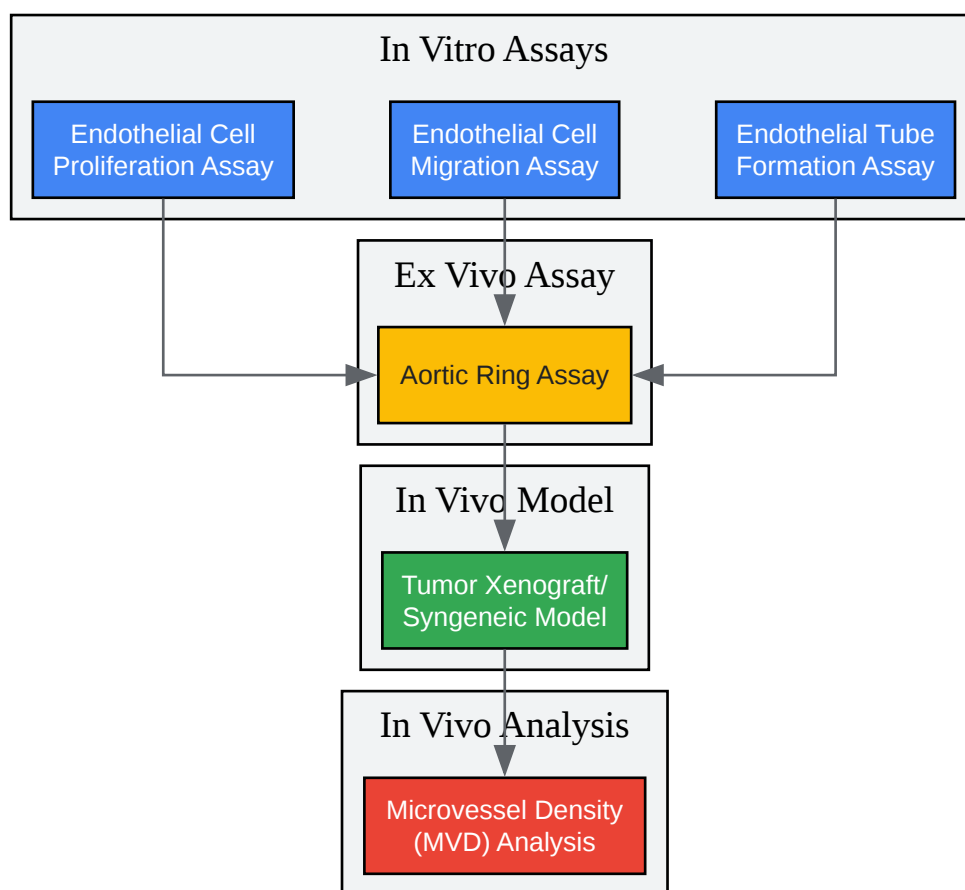 In Vitro Assays
Endothelial Cell
Proliferation Assay
Endothelial Cell
Migration Assay
Endothelial Tube
Formation Assay
Ex Vivo Assay
Aortic Ring Assay
In Vivo Model
Tumor Xenograft/
Syngeneic Model
In Vivo Analysis
Microvessel Density
(MVD) Analysis